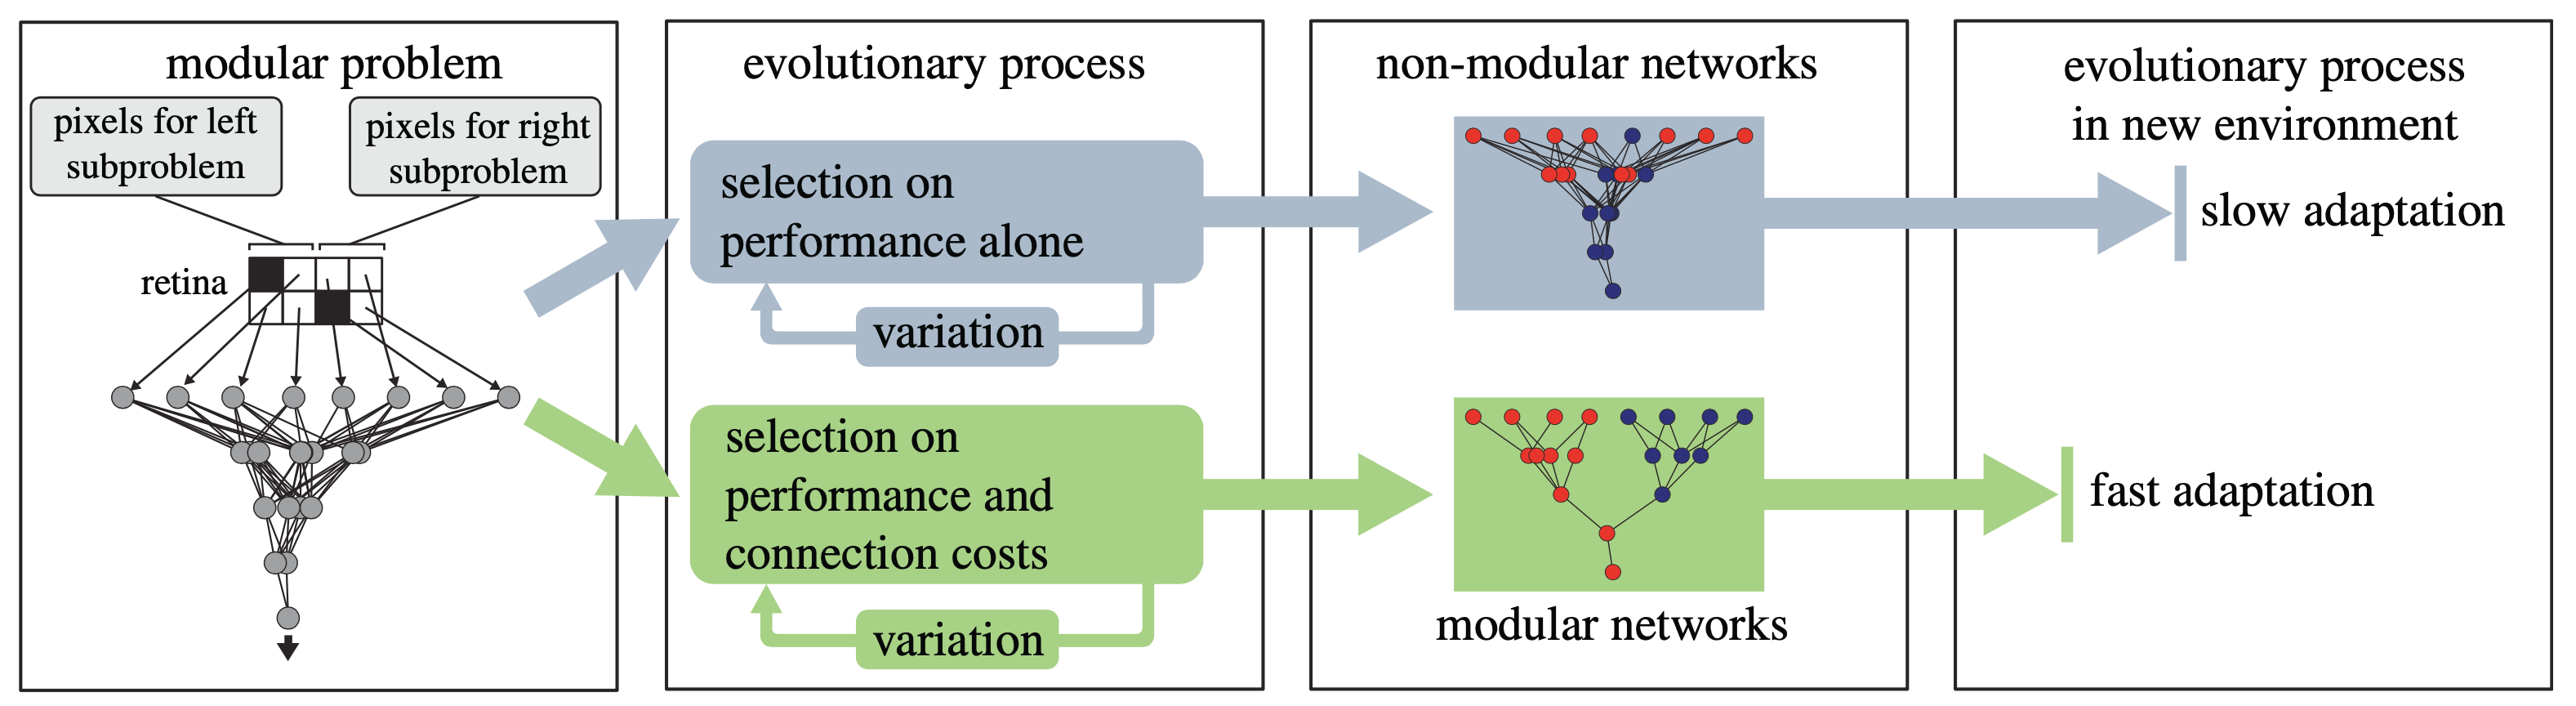 modular problem
pixels for left
subproblem
pixels for right
subproblem
retina
evolutionary process
selection on
performance alone
variation
selection on
performance and
connection costs
variation
non-modular networks
modular networks
evolutionary process
in new environment
slow adaptation
fast adaptation